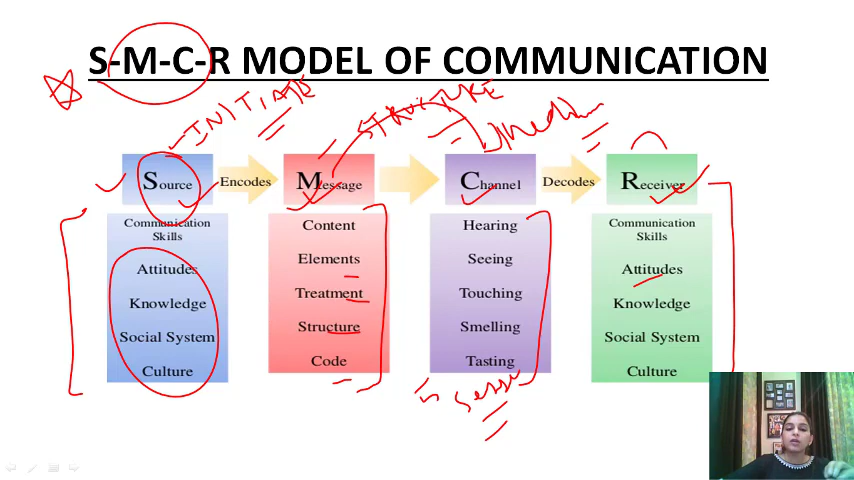 S-M-C-R MODEL OF COMMUNICATION
INITIATE
STRUCTURE
Medium
Source Encodes Message Channel Decodes Receiver
Communication Skills
Attitudes
Knowledge
Social System
Culture
Content
Elements
Treatment
Structure
Code
Hearing
Seeing
Touching
Smelling
Tasting
5
Communication Skills
Attitudes
Knowledge
Social System
Culture